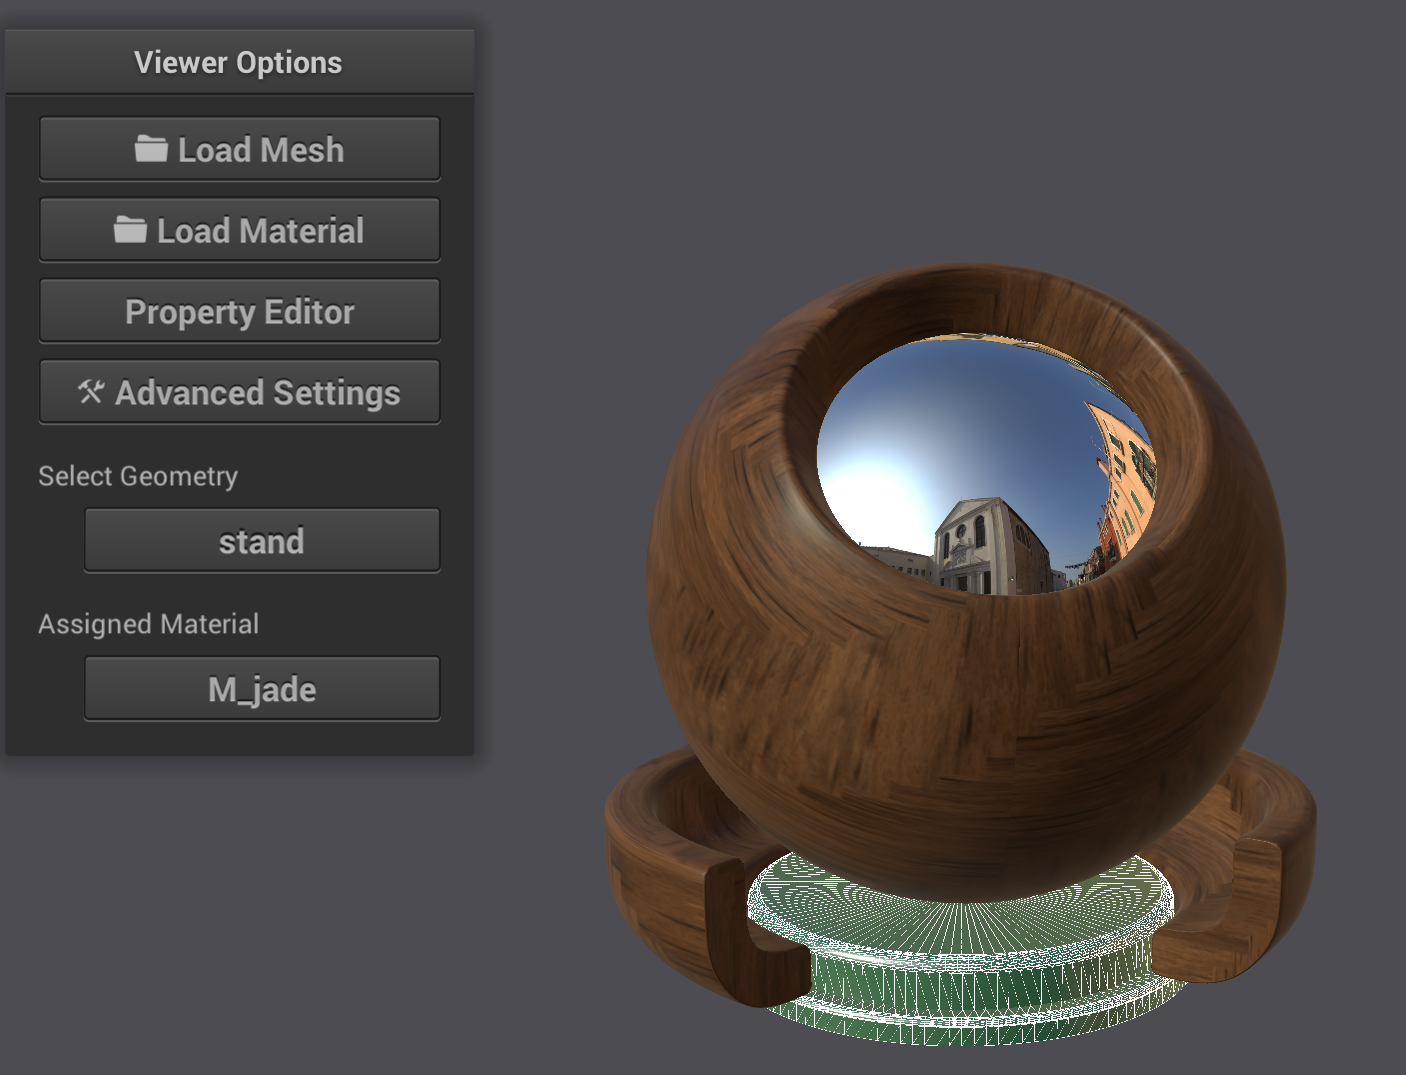 Viewer Options
Load Mesh
Load Material
Property Editor
Advanced Settings
Select Geometry
stand
Assigned Material
M_jade